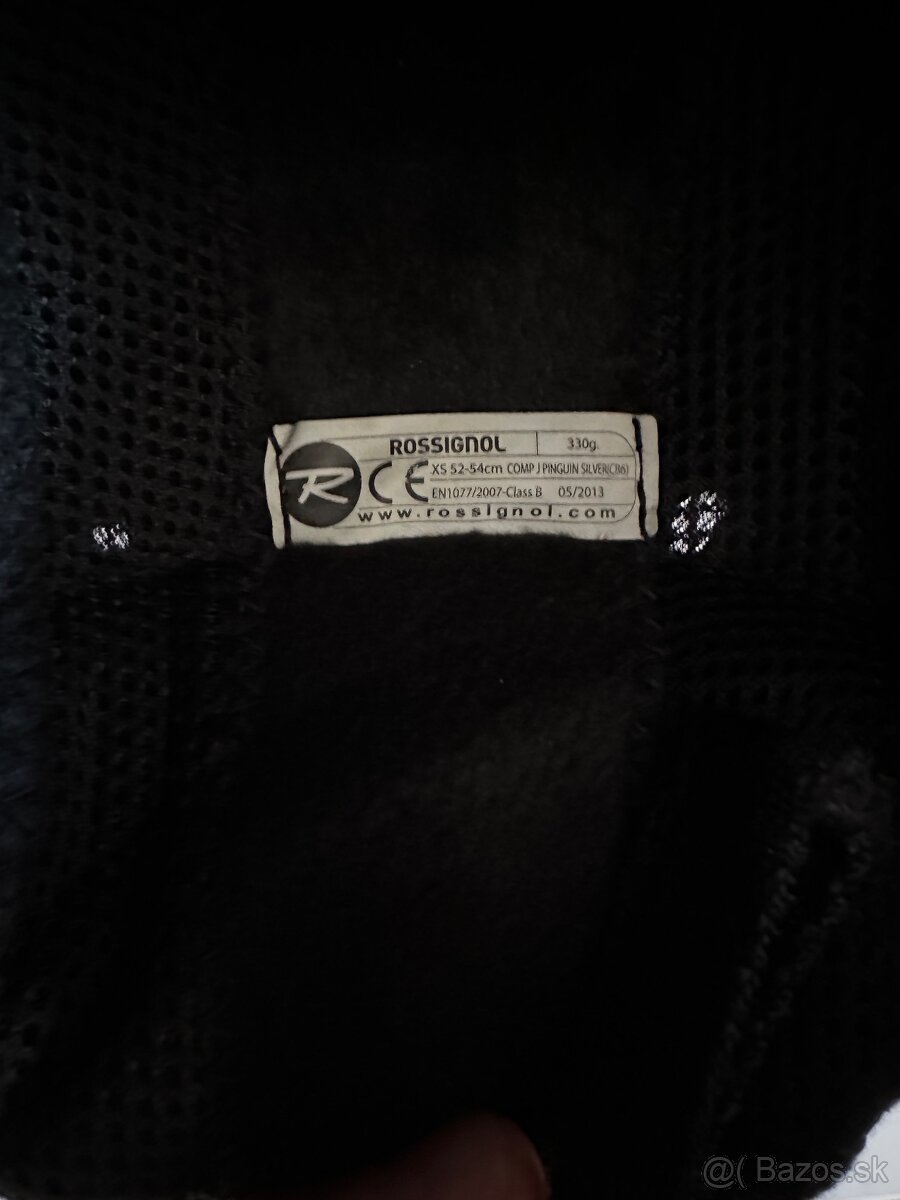 ROSSIGNOL 330g.
R CE XS 52-54cm COMP J PINGUIN SILVER(CB6)
EN1077/2007-Class B 05/2013
www.rossignol.com
@( Bazos.sk